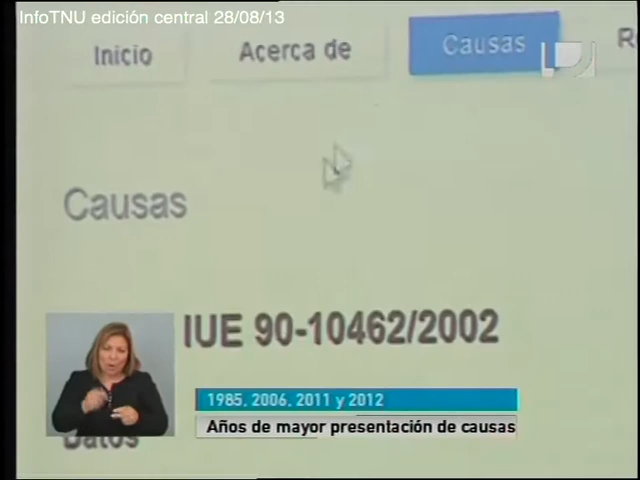 InfoTNU edición central 28/08/13
Inicio
Acerca de
Causas
Causas
IUE 90-10462/2002
1985, 2006, 2011 y 2012
Años de mayor presentación de causas
Datos